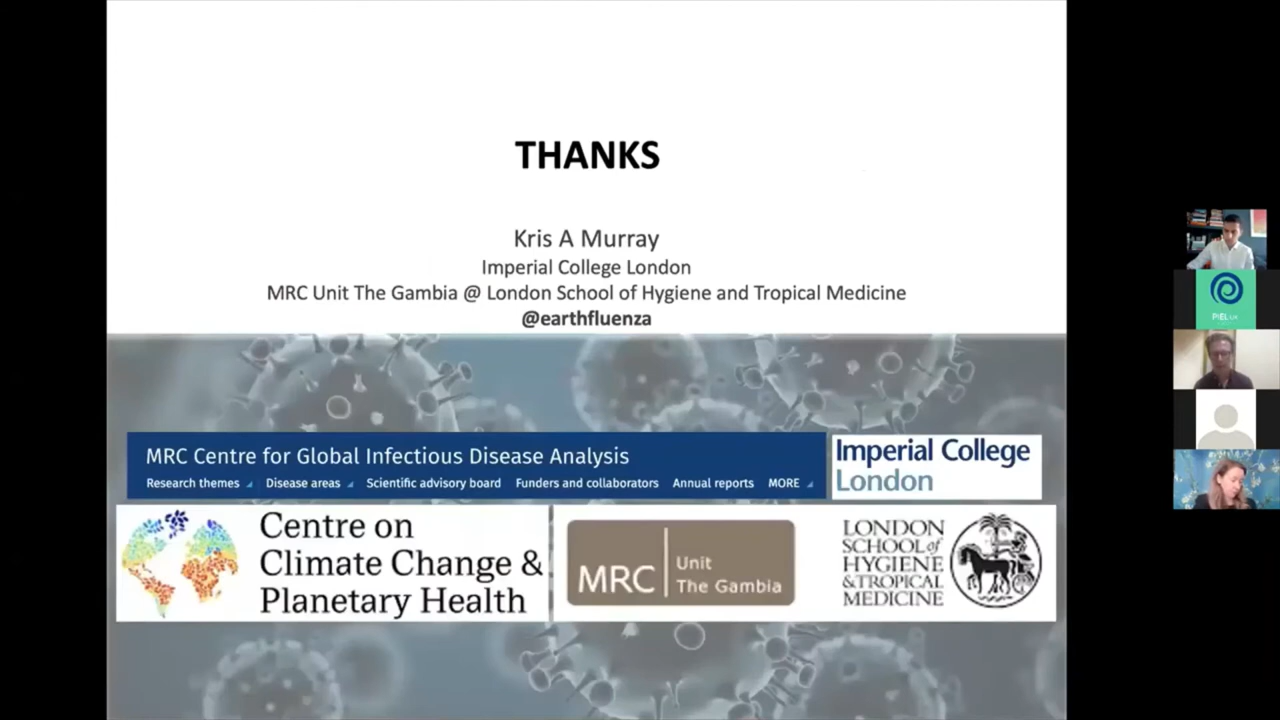 THANKS
Kris A Murray
Imperial College London
MRC Unit The Gambia @ London School of Hygiene and Tropical Medicine
@earthfluenza
MRC Centre for Global Infectious Disease Analysis
Research themes Disease areas Scientific advisory board Funders and collaborators Annual reports MORE
Imperial College
London
Centre on
Climate Change &
Planetary Health
MRC Unit
The Gambia
LONDON
SCHOOL of
HYGIENE
& TROPICAL
MEDICINE